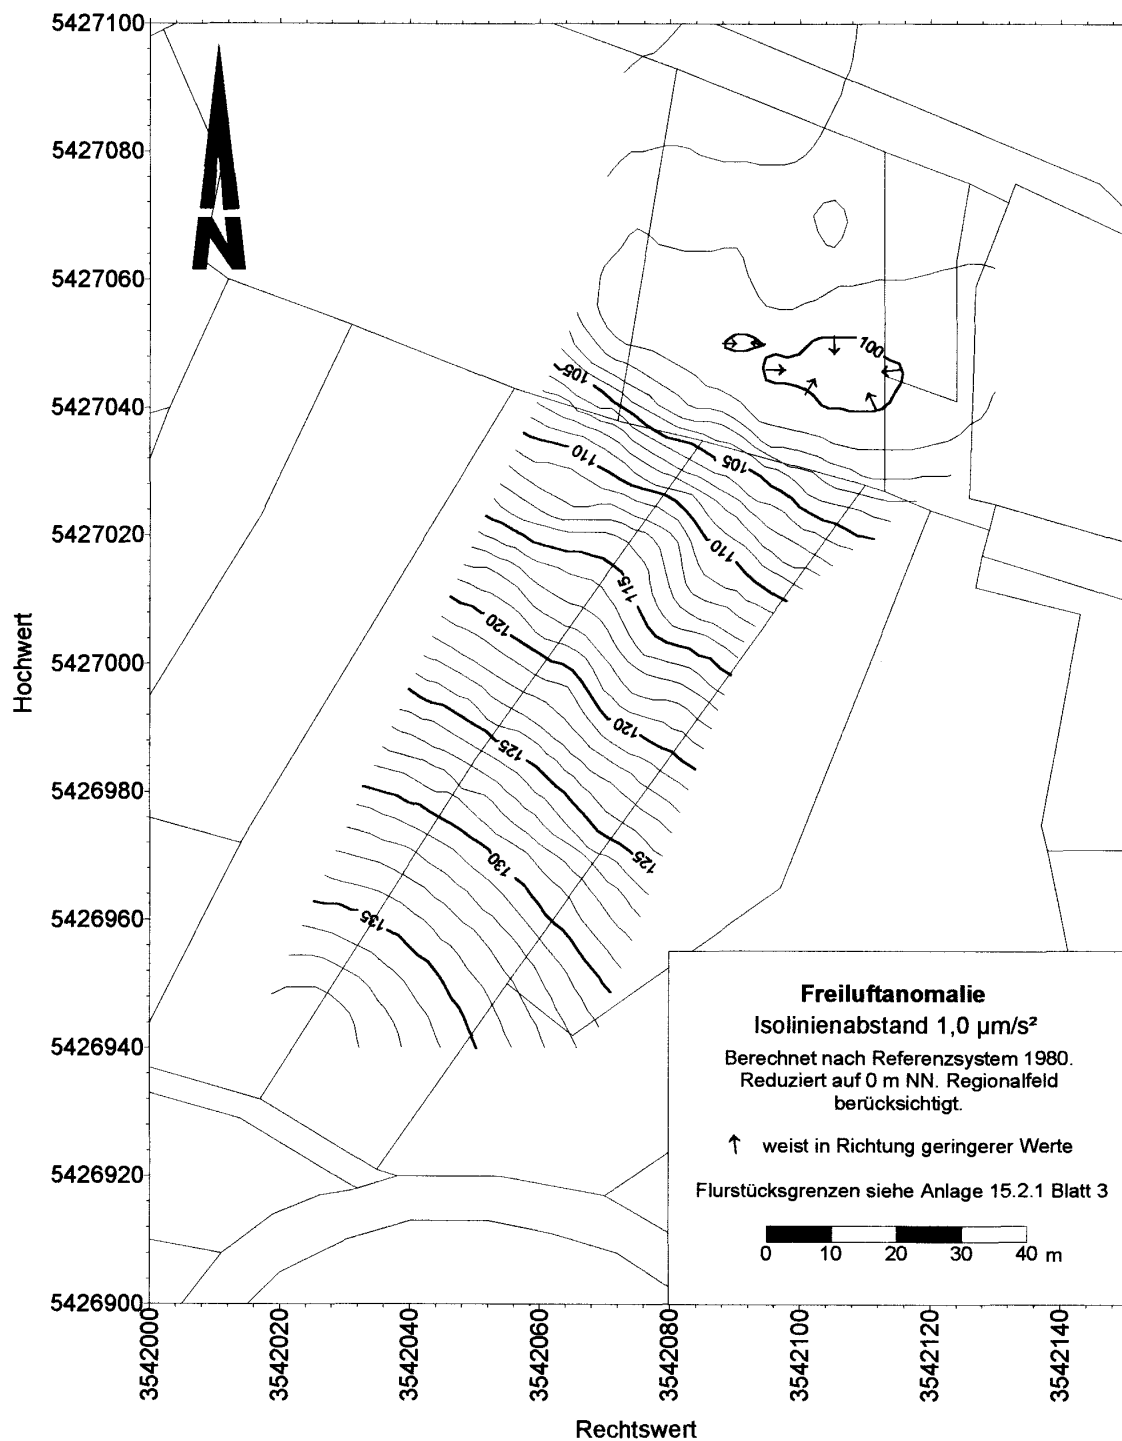 5427100
5427080
5427060
5427040
5427020
5427000
5426980
5426960
5426940
5426920
5426900
Hochwert
N
100
105
105
110
110
115
120
120
125
125
130
135
Freiluftanomalie
Isolinienabstand 1,0 µm/s²
Berechnet nach Referenzsystem 1980.
Reduziert auf 0 m NN. Regionalfeld
berücksichtigt.
↑ weist in Richtung geringerer Werte
Flurstücksgrenzen siehe Anlage 15.2.1 Blatt 3
0 10 20 30 40 m
3542000 3542020 3542040 3542060 3542080 3542100 3542120 3542140
Rechtswert